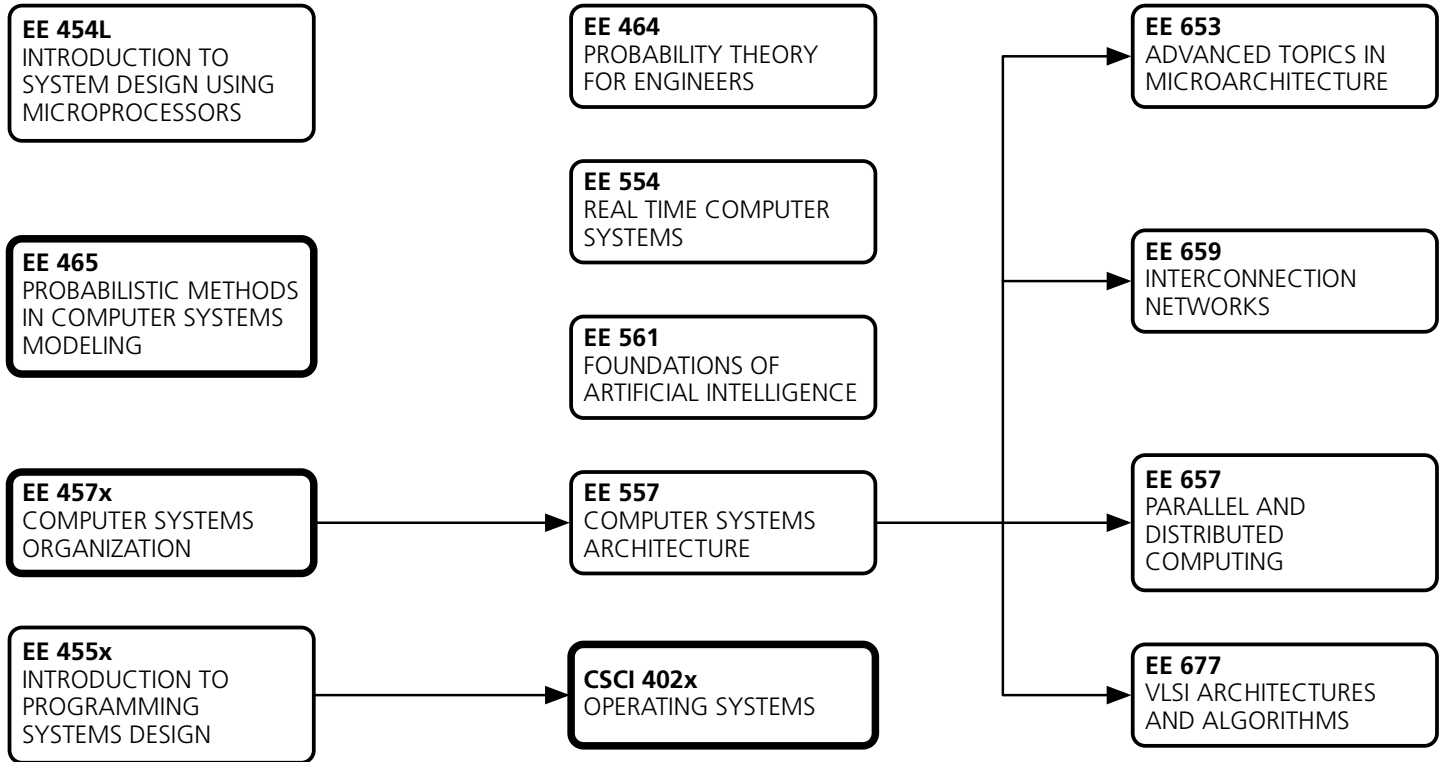 EE 454L
INTRODUCTION TO
SYSTEM DESIGN USING
MICROPROCESSORS
EE 465
PROBABILISTIC METHODS
IN COMPUTER SYSTEMS
MODELING
EE 457x
COMPUTER SYSTEMS
ORGANIZATION
EE 455x
INTRODUCTION TO
PROGRAMMING
SYSTEMS DESIGN
EE 464
PROBABILITY THEORY
FOR ENGINEERS
EE 554
REAL TIME COMPUTER
SYSTEMS
EE 561
FOUNDATIONS OF
ARTIFICIAL INTELLIGENCE
EE 557
COMPUTER SYSTEMS
ARCHITECTURE
CSCI 402x
OPERATING SYSTEMS
EE 653
ADVANCED TOPICS IN
MICROARCHITECTURE
EE 659
INTERCONNECTION
NETWORKS
EE 657
PARALLEL AND
DISTRIBUTED
COMPUTING
EE 677
VLSI ARCHITECTURES
AND ALGORITHMS